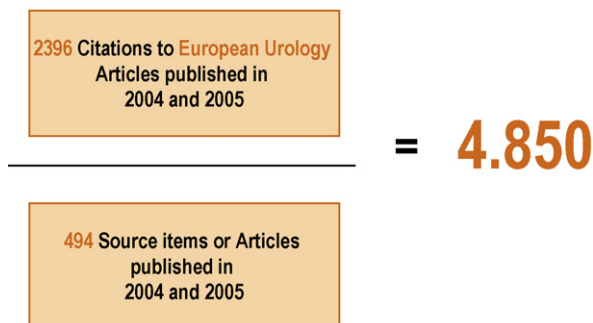 2396 Citations to European Urology
Articles published in
2004 and 2005
= 4.850
494 Source items or Articles
published in
2004 and 2005